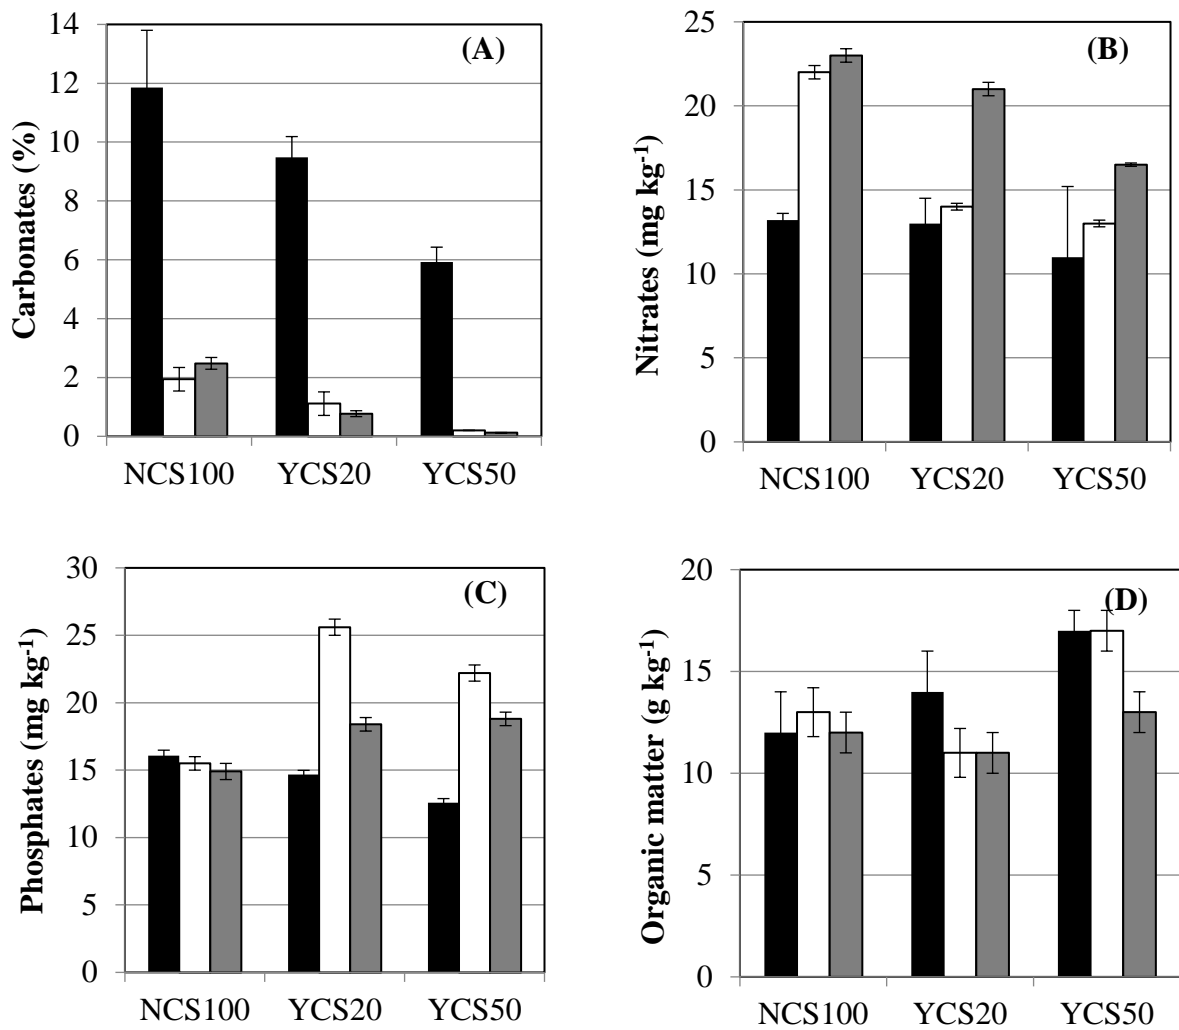 (A)
Carbonates (%)
14
12
10
8
6
4
2
0
NCS100 YCS20 YCS50
(B)
Nitrates (mg kg-1)
25
20
15
10
5
0
NCS100 YCS20 YCS50
(C)
Phosphates (mg kg-1)
30
25
20
15
10
5
0
NCS100 YCS20 YCS50
(D)
Organic matter (g kg-1)
20
15
10
5
0
NCS100 YCS20 YCS50